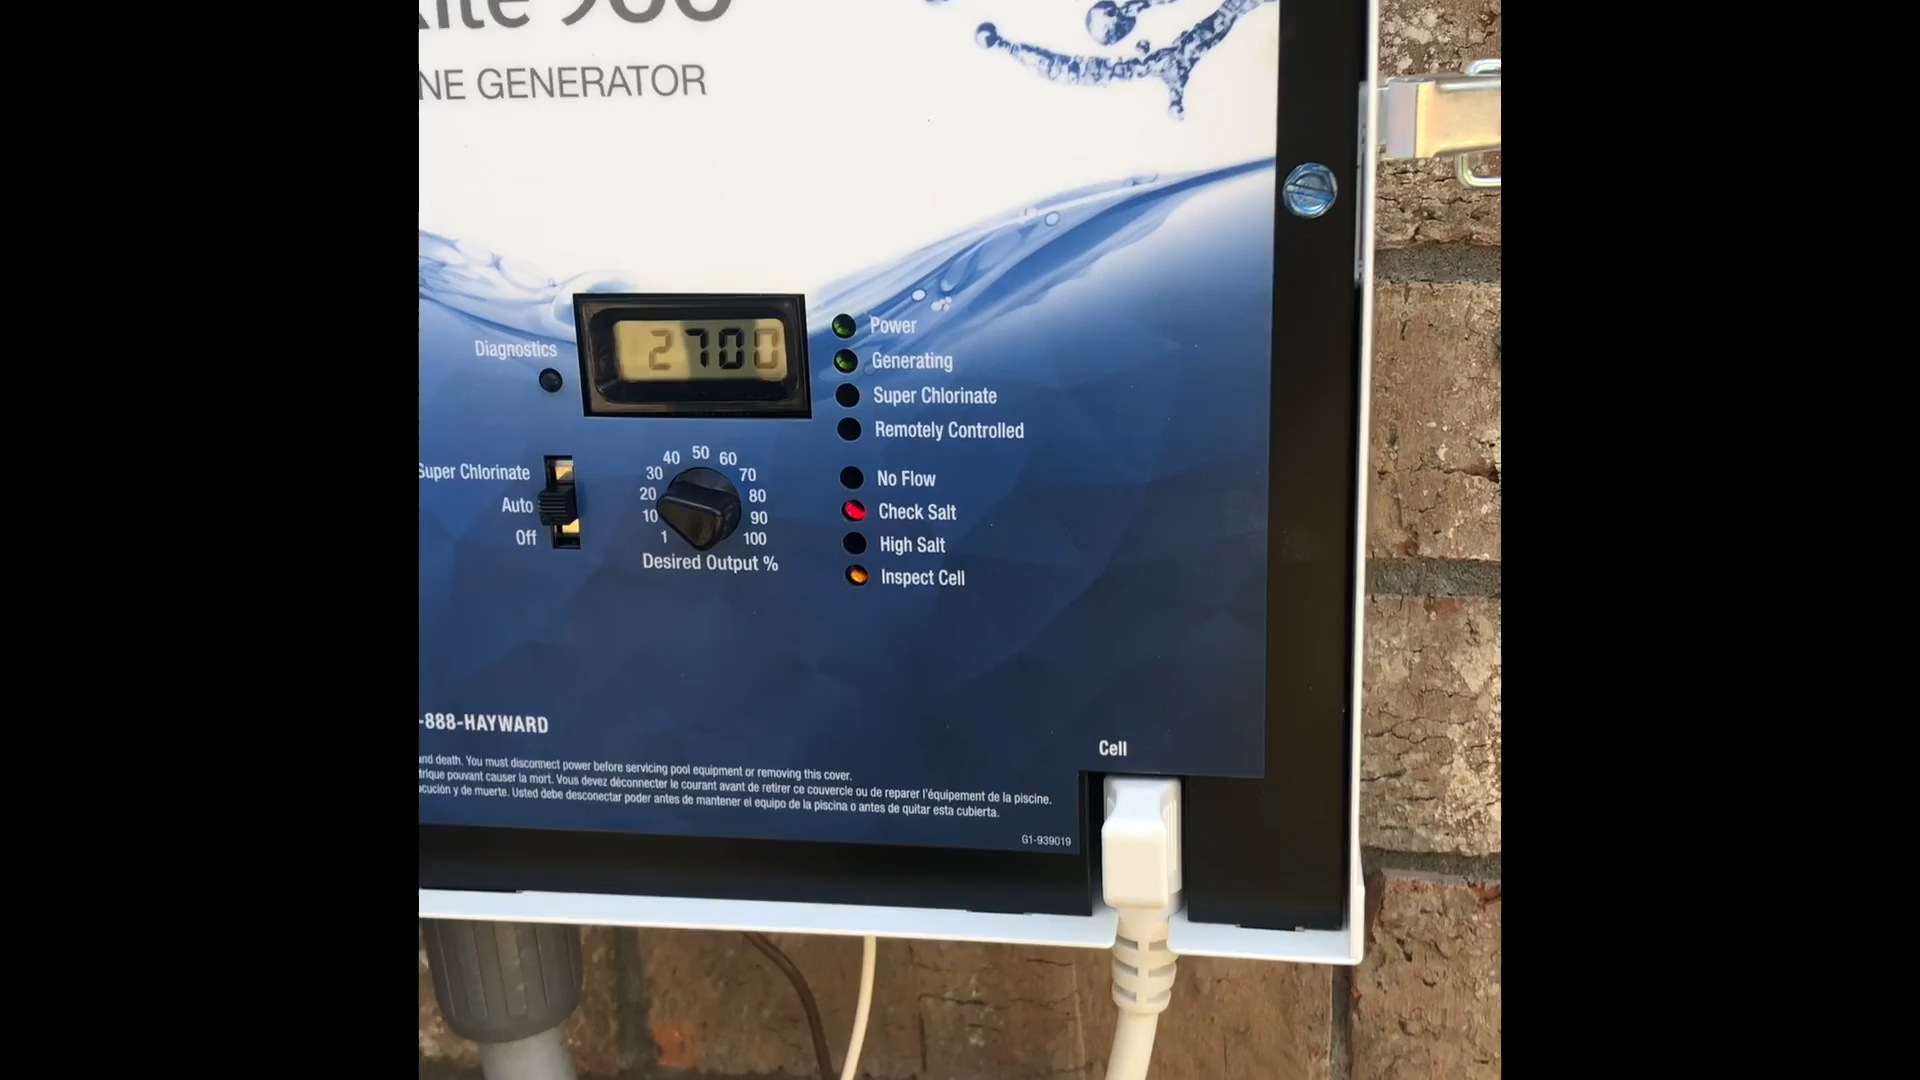 NE GENERATOR
2700
Diagnostics
Power
Generating
Super Chlorinate
Remotely Controlled
No Flow
Check Salt
High Salt
Inspect Cell
Super Chlorinate
Auto
Off
1 10 20 30 40 50 60 70 80 90 100
Desired Output %
-888-HAYWARD
and death. You must disconnect power before servicing pool equipment or removing this cover.
trique pouvant causer la mort. Vous devez déconnecter le courant avant de retirer ce couvercle ou de reparer l'équipement de la piscine.
cución y de muerte. Usted debe desconectar poder antes de mantener el equipo de la piscina o antes de quitar esta cubierta.
G1-939019
Cell